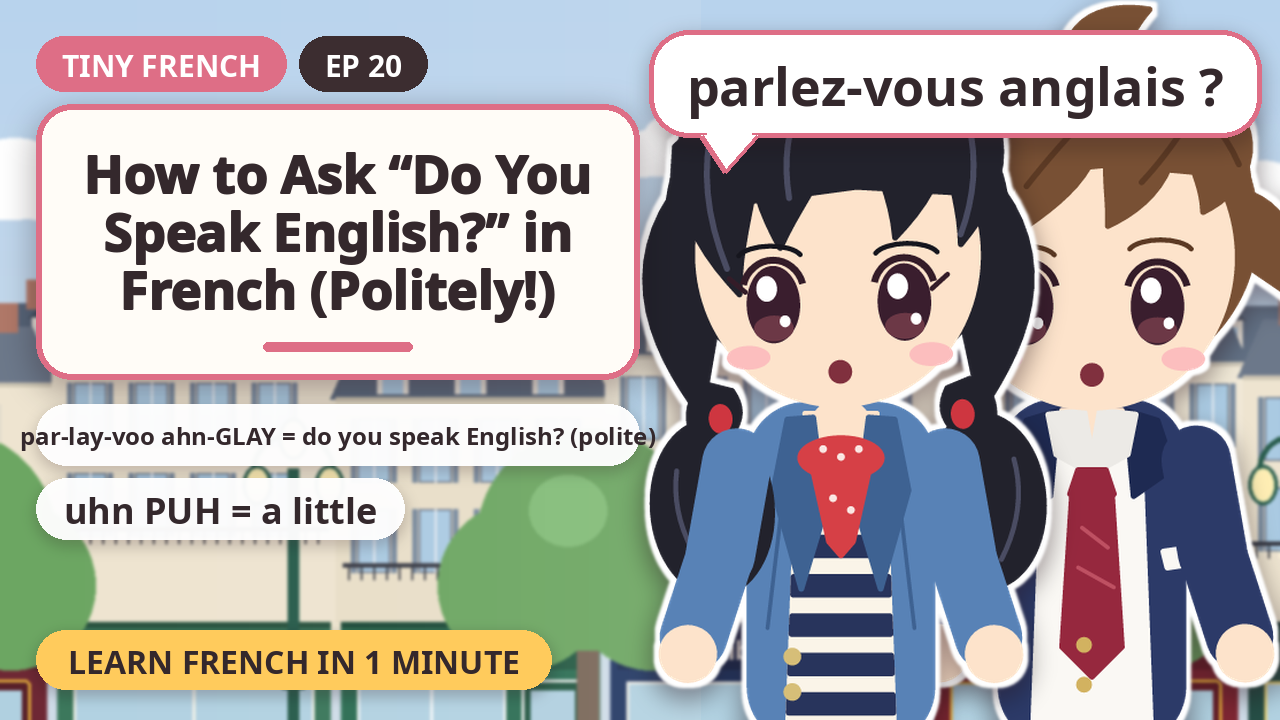 TINY FRENCH
EP 20
parlez-vous anglais ?
How to Ask “Do You
Speak English?” in
French (Politely!)
par-lay-voo ahn-GLAY = do you speak English? (polite)
uhn PUH = a little
LEARN FRENCH IN 1 MINUTE